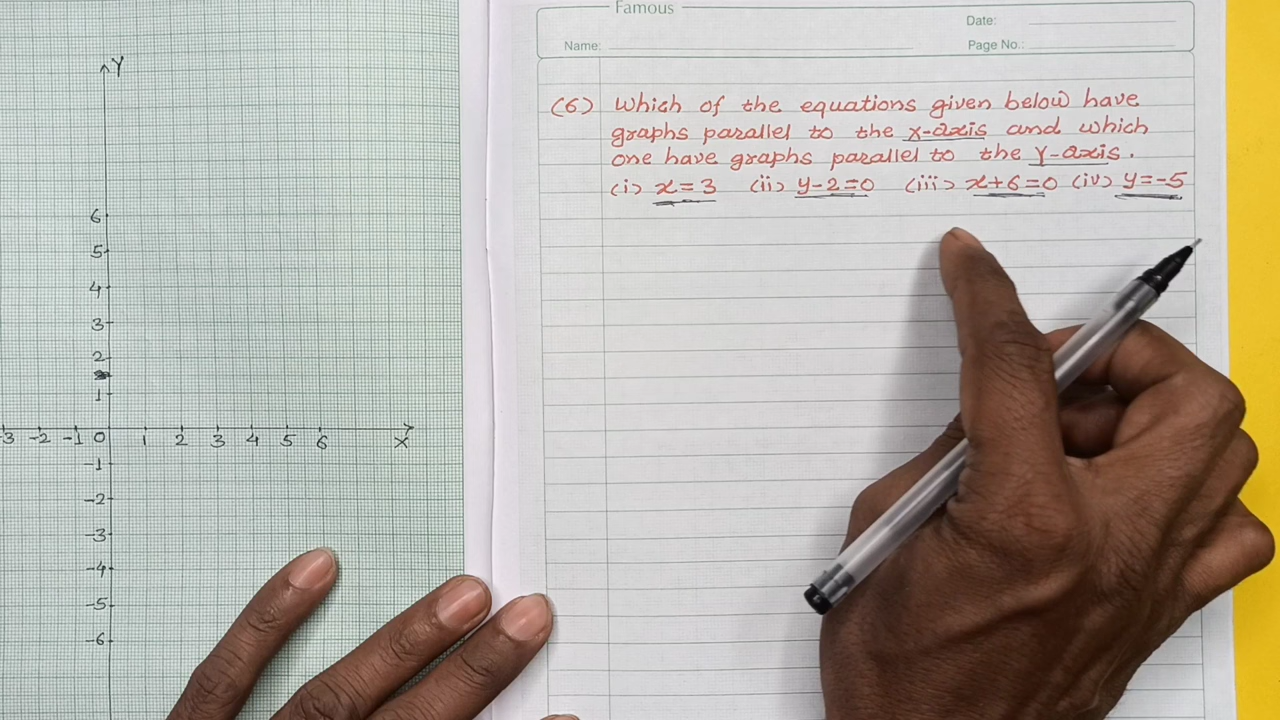 Famous
Date:
Name:
Page No.:
(6) Which of the equations given below have
graphs parallel to the x-axis and which
one have graphs parallel to the Y-axis.
(i) x=3 (ii) y-2=0 (iii) x+6=0 (iv) y=-5
Y
6
5
4
3
2
1
-3 -2 -1 0 1 2 3 4 5 6 X
-1
-2
-3
-4
-5
-6